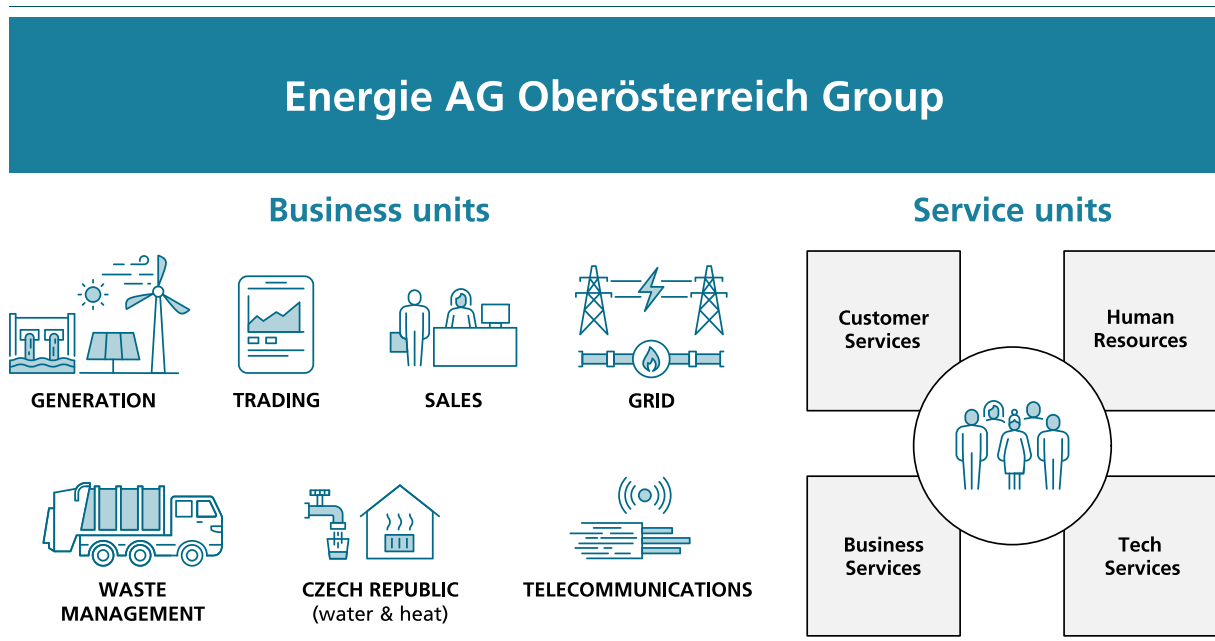 Energie AG Oberösterreich Group
Business units
Service units
GENERATION
TRADING
SALES
GRID
WASTE
MANAGEMENT
CZECH REPUBLIC
(water & heat)
TELECOMMUNICATIONS
Customer
Services
Human
Resources
Business
Services
Tech
Services